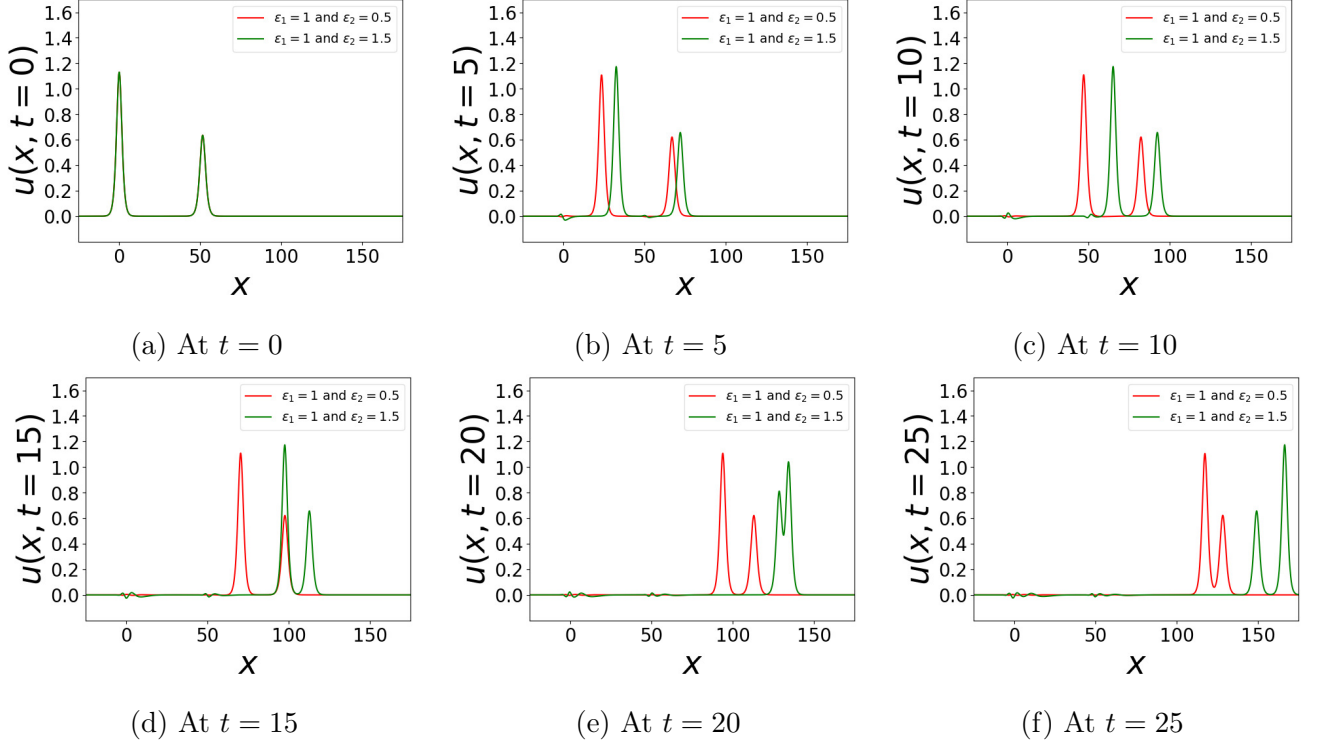 u(x, t = 0)
1.6
1.4
1.2
1.0
0.8
0.6
0.4
0.2
0.0
ε₁ = 1 and ε₂ = 0.5
ε₁ = 1 and ε₂ = 1.5
0 50 100 150
x
(a) At t = 0
u(x, t = 5)
1.6
1.4
1.2
1.0
0.8
0.6
0.4
0.2
0.0
ε₁ = 1 and ε₂ = 0.5
ε₁ = 1 and ε₂ = 1.5
0 50 100 150
x
(b) At t = 5
u(x, t = 10)
1.6
1.4
1.2
1.0
0.8
0.6
0.4
0.2
0.0
ε₁ = 1 and ε₂ = 0.5
ε₁ = 1 and ε₂ = 1.5
0 50 100 150
x
(c) At t = 10
u(x, t = 15)
1.6
1.4
1.2
1.0
0.8
0.6
0.4
0.2
0.0
ε₁ = 1 and ε₂ = 0.5
ε₁ = 1 and ε₂ = 1.5
0 50 100 150
x
(d) At t = 15
u(x, t = 20)
1.6
1.4
1.2
1.0
0.8
0.6
0.4
0.2
0.0
ε₁ = 1 and ε₂ = 0.5
ε₁ = 1 and ε₂ = 1.5
0 50 100 150
x
(e) At t = 20
u(x, t = 25)
1.6
1.4
1.2
1.0
0.8
0.6
0.4
0.2
0.0
ε₁ = 1 and ε₂ = 0.5
ε₁ = 1 and ε₂ = 1.5
0 50 100 150
x
(f) At t = 25